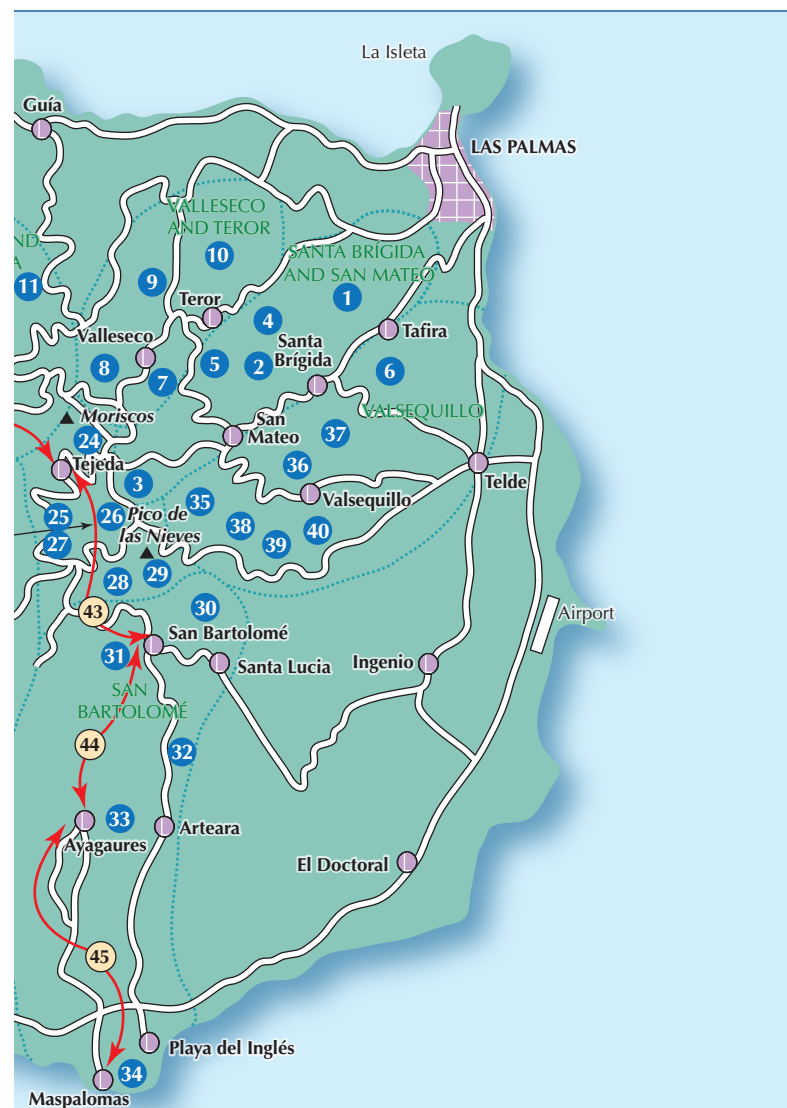 La Isleta
Guía
LAS PALMAS
VALLESECO
AND TEROR
ND
A
10
SANTA BRÍGIDA
AND SAN MATEO
11
9
1
Teror
4
Tafira
Valleseco
Santa
Brígida
8
5
2
6
7
Moriscos
San
Mateo
37
VALSEQUILLO
24
Tejeda
36
Telde
3
35
Valsequillo
25
26
Pico de
las Nieves
38
40
27
39
28
29
30
43
Airport
San Bartolomé
31
Santa Lucia
Ingenio
SAN
BARTOLOMÉ
44
32
33
Ayagaures
Arteara
El Doctoral
45
Playa del Inglés
34
Maspalomas